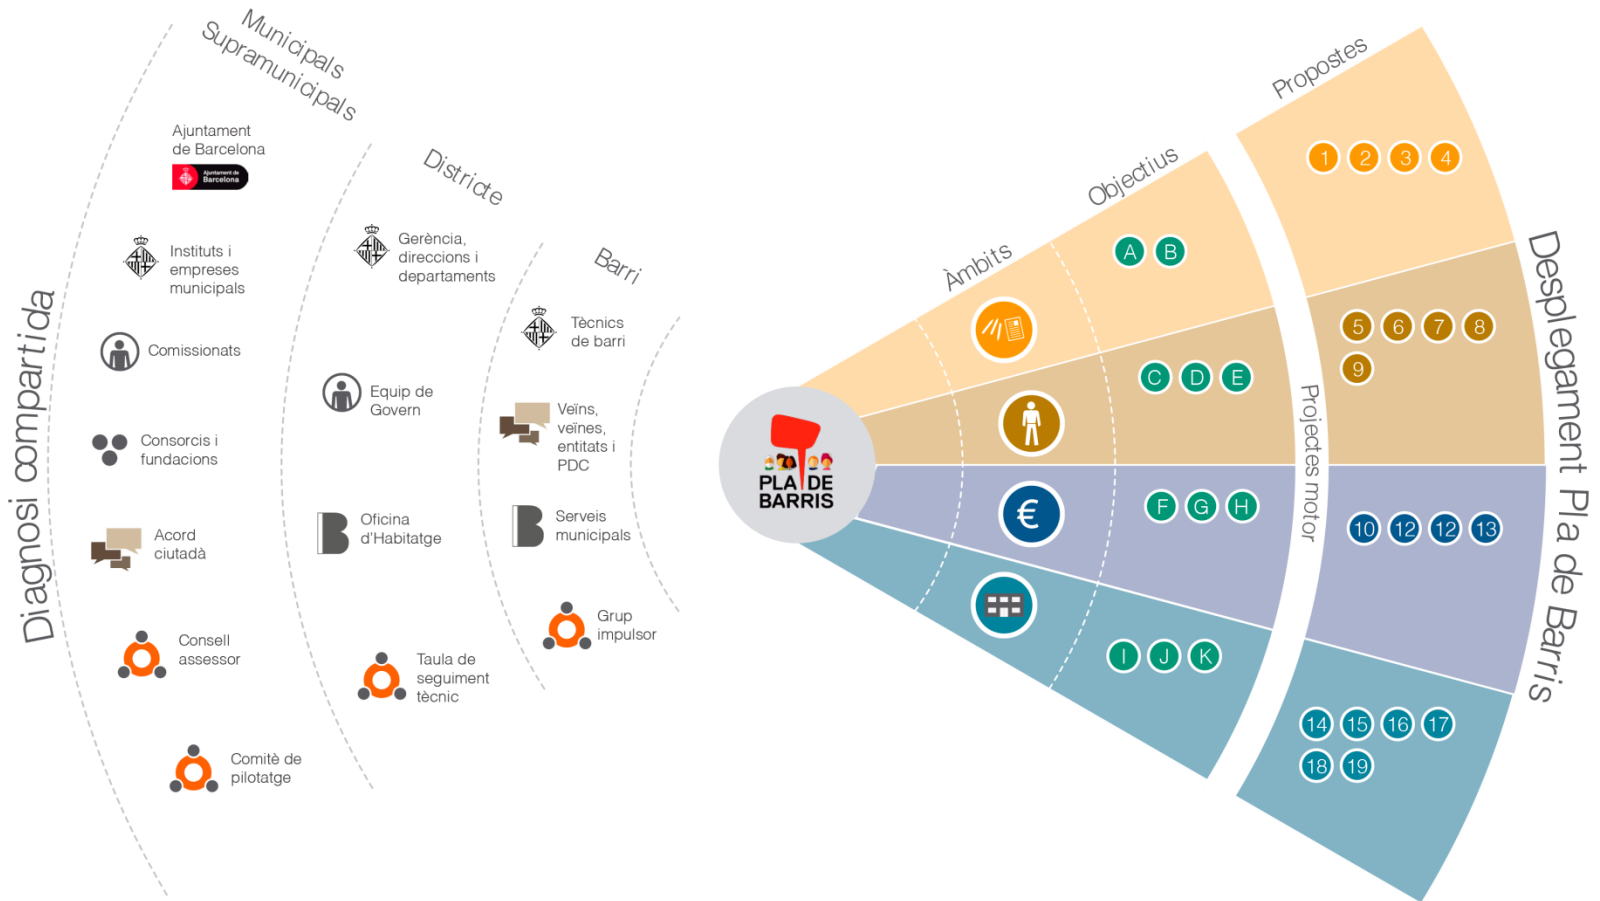 Diagnosi compartida
Municipals
Supramunicipals
Ajuntament
de Barcelona
Ajuntament de
Barcelona
Instituts i
empreses
municipals
Comissionats
Consorcis i
fundacions
Acord
ciutadà
Consell
assessor
Comitè de
pilotatge
Districte
Gerència,
direccions i
departaments
Equip de
Govern
B
Oficina
d'Habitatge
Taula de
seguiment
tècnic
Barri
Tècnics
de barri
Veïns,
veïnes,
entitats i
PDC
B
Serveis
municipals
Grup
impulsor
PLA DE
BARRIS
Àmbits
€
Objectius
A B
C D E
F G H
I J K
Projectes motor
Propostes
1 2 3 4
5 6 7 8
9
10 12 12 13
14 15 16 17
18 19
Desplegament Pla de Barris